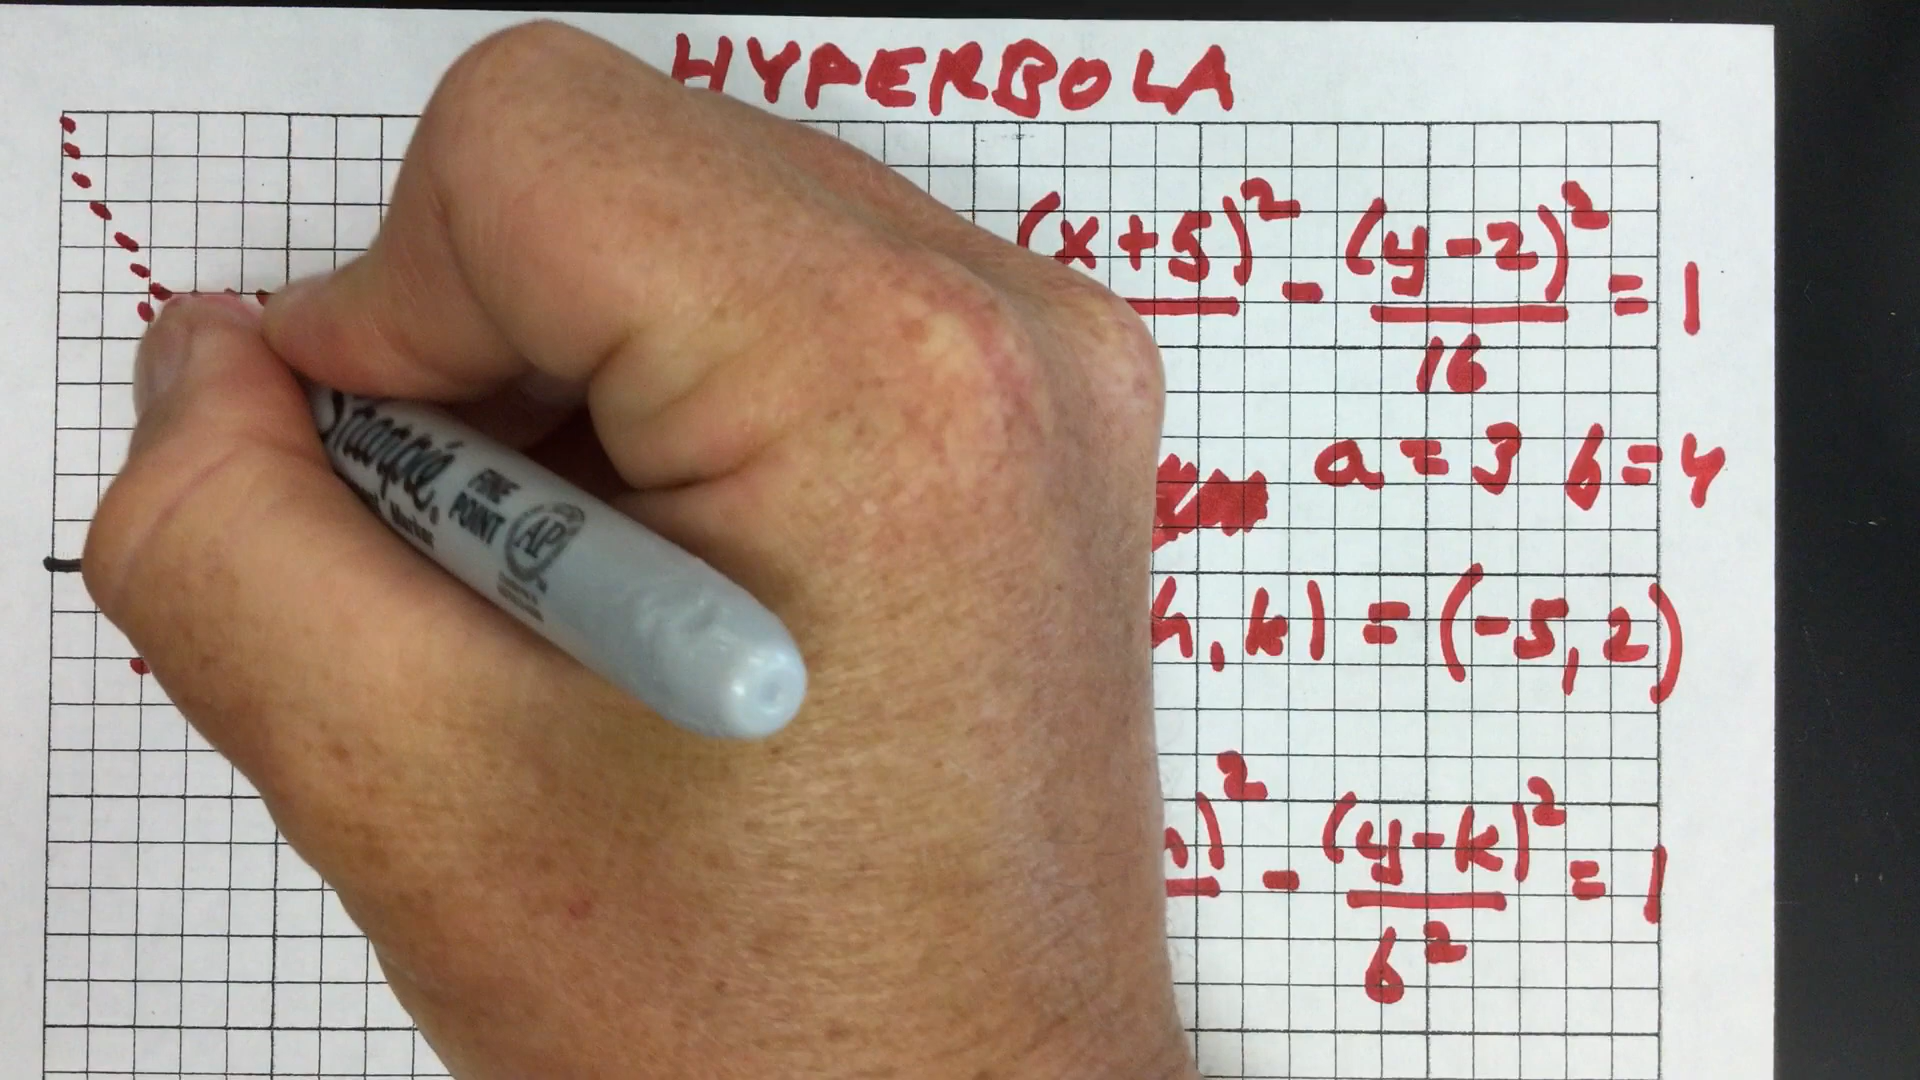 HYPERBOLA
(x+5)² - (y-2)² = 1
16
a = 3 b = 4
Sharpie.
FINE
POINT
AP
h, k) = (-5, 2)
)² - (y-k)² = 1
b²